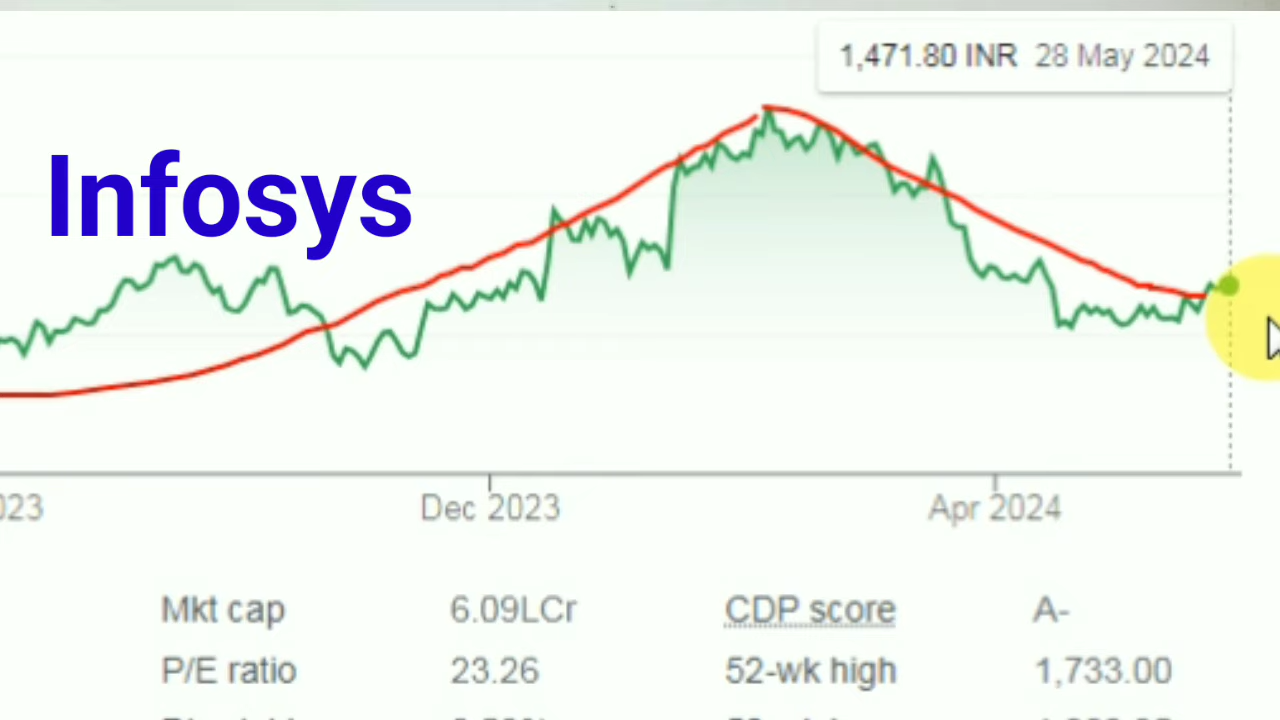 1,471.80 INR 28 May 2024
Infosys
Dec 2023
Apr 2024
Mkt cap 6.09LCr CDP score A-
P/E ratio 23.26 52-wk high 1,733.00